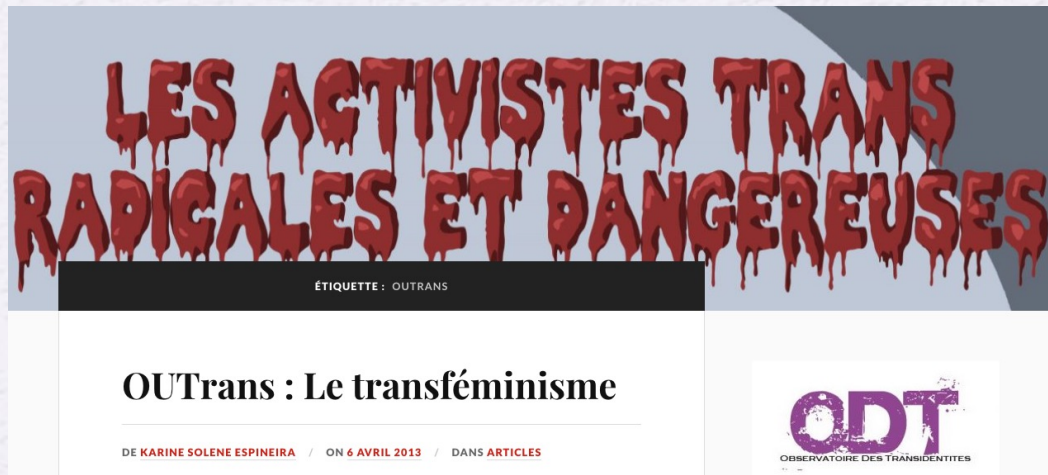 LES ACTIVISTES TRANS
RADICALES ET DANGEREUSES
ÉTIQUETTE : OUTRANS
OUTrans : Le transféminisme
DE KARINE SOLENE ESPINEIRA / ON 6 AVRIL 2013 / DANS ARTICLES
ODT
OBSERVATOIRE DES TRANSIDENTITES